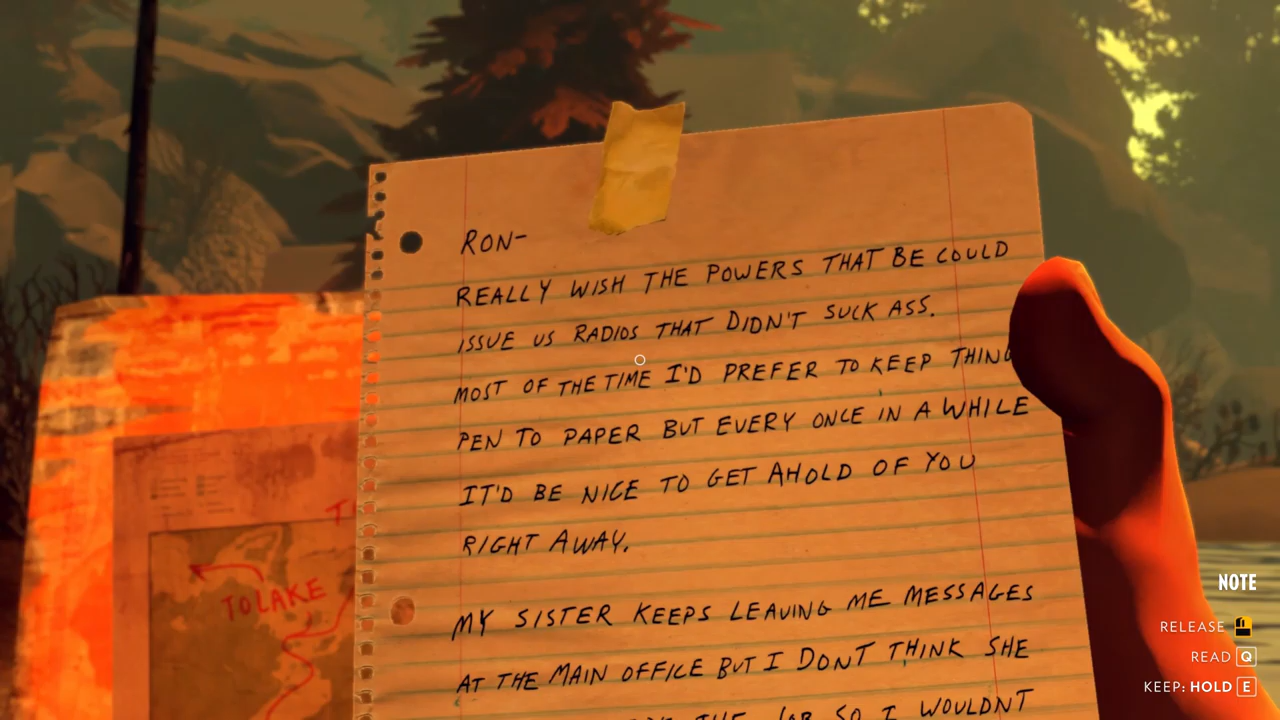 RON-
REALLY WISH THE POWERS THAT BE COULD
ISSUE US RADIOS THAT DIDN'T SUCK ASS.
MOST OF THE TIME I'D PREFER TO KEEP
PEN TO PAPER BUT EVERY ONCE IN A WHILE
IT'D BE NICE TO GET AHOLD OF YOU
RIGHT AWAY.
MY SISTER KEEPS LEAVING ME MESSAGES
AT THE MAIN OFFICE BUT I DONT THINK SHE
THE JOB SO I WOULDN'T
TO LAKE
NOTE
RELEASE
READ Q
KEEP: HOLD E